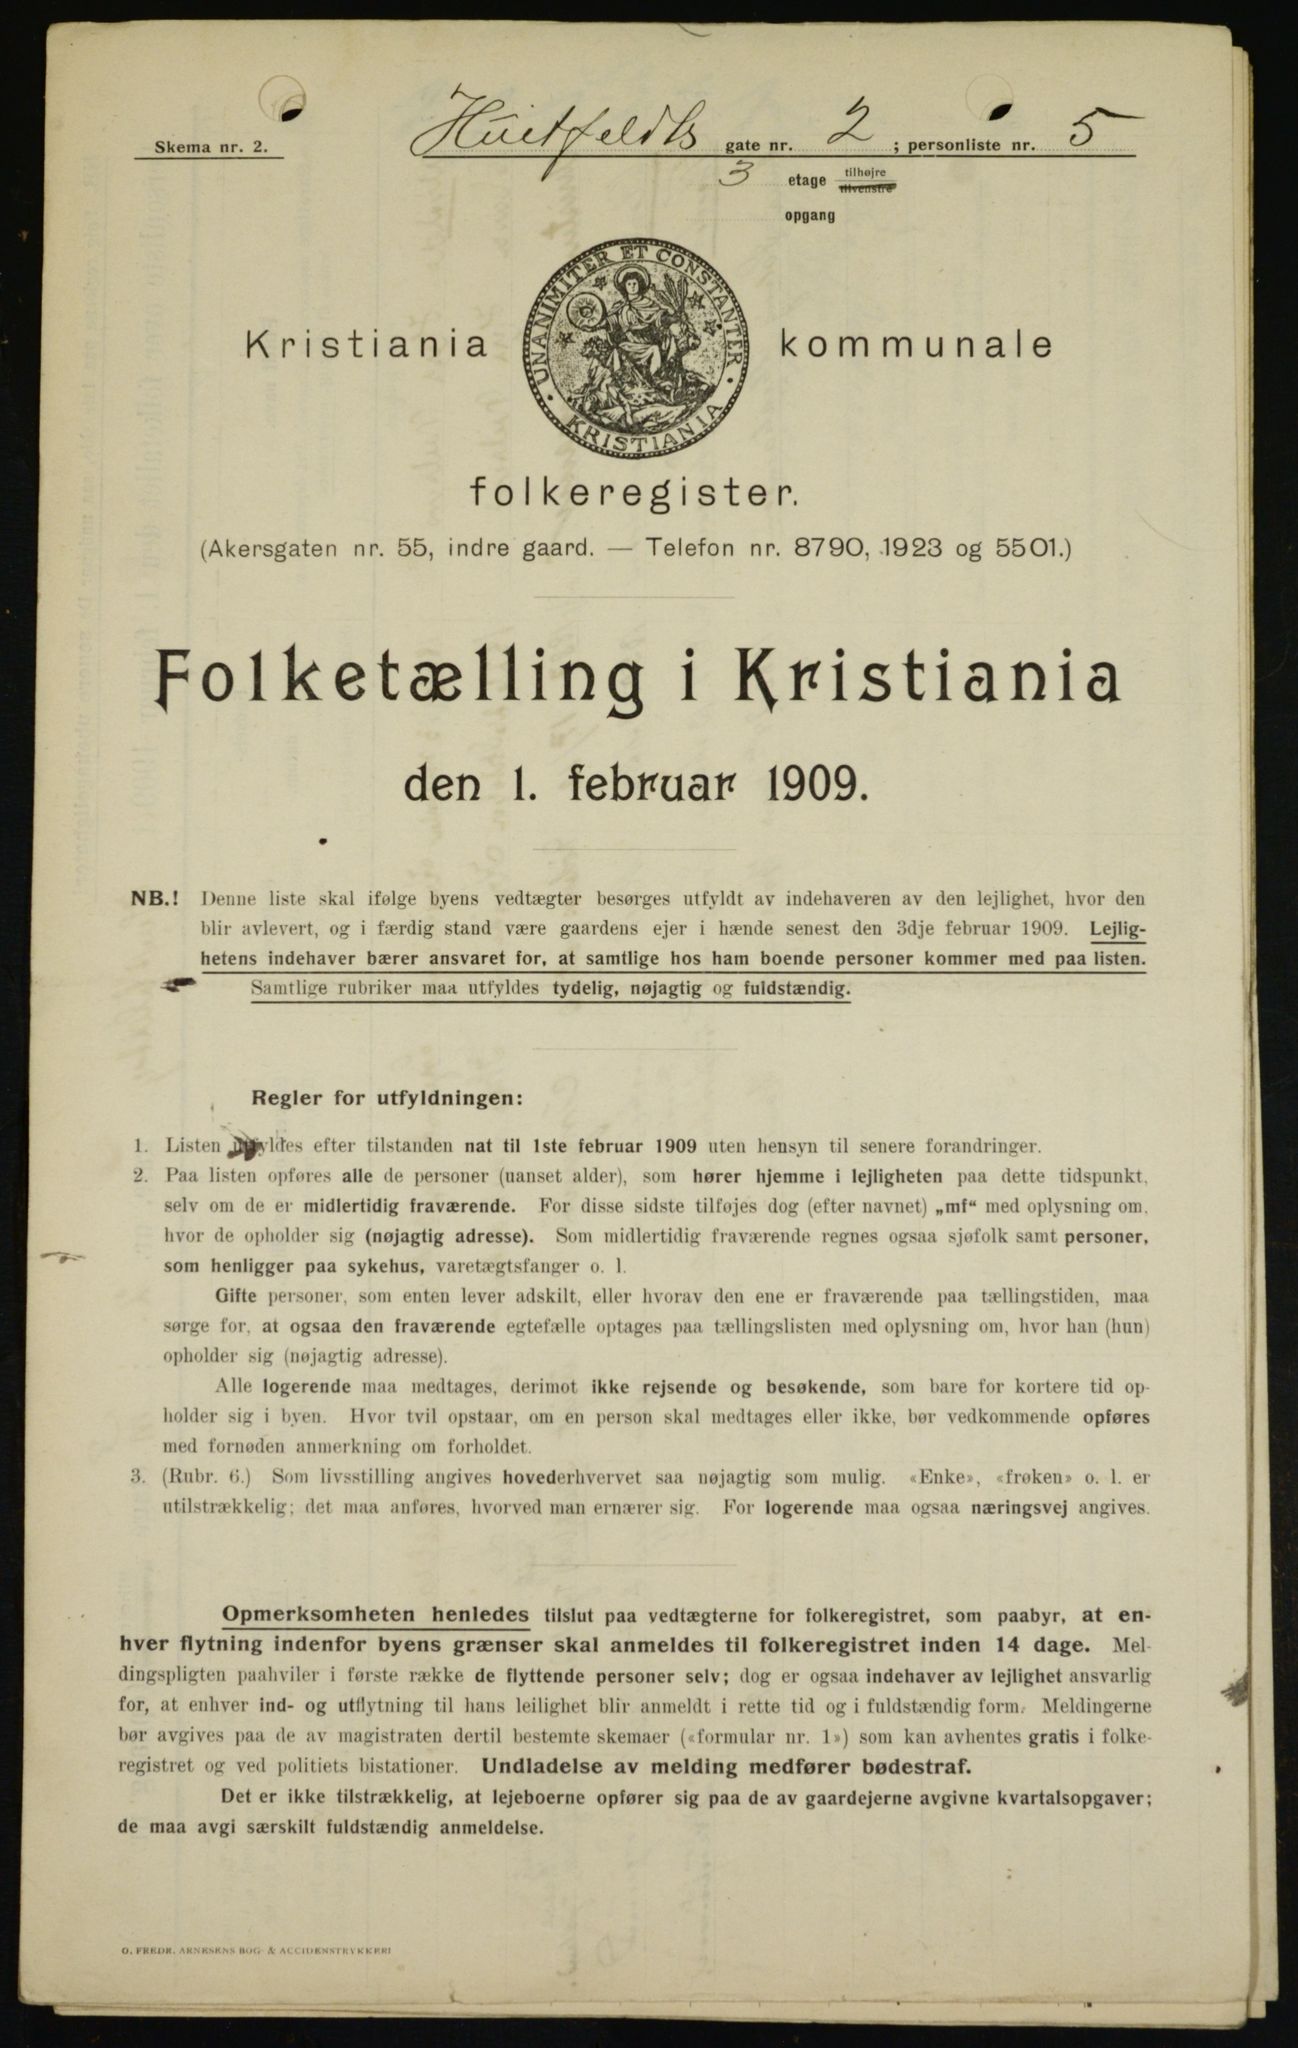 Skema nr. 2.
Huitfeldts gate nr. 2 ; personliste nr. 5
3 etage tilhøjre
tilvenstre
opgang
UNANIMITER ET CONSTANTER
KRISTIANIA
Kristiania kommunale
folkeregister.
(Akersgaten nr. 55, indre gaard. — Telefon nr. 8790, 1923 og 5501.)
Folketælling i Kristiania
den 1. februar 1909.
NB.! Denne liste skal ifølge byens vedtægter besørges utfyldt av indehaveren av den lejlighet, hvor den
blir avlevert, og i færdig stand være gaardens ejer i hænde senest den 3dje februar 1909. Lejlig-
hetens indehaver bærer ansvaret for, at samtlige hos ham boende personer kommer med paa listen.
Samtlige rubriker maa utfyldes tydelig, nøjagtig og fuldstændig.
Regler for utfyldningen:
1. Listen utfyldes efter tilstanden nat til 1ste februar 1909 uten hensyn til senere forandringer.
2. Paa listen opføres alle de personer (uanset alder), som hører hjemme i lejligheten paa dette tidspunkt,
selv om de er midlertidig fraværende. For disse sidste tilføjes dog (efter navnet) „mf“ med oplysning om,
hvor de opholder sig (nøjagtig adresse). Som midlertidig fraværende regnes ogsaa sjøfolk samt personer,
som henligger paa sykehus, varetægtsfanger o. l.
Gifte personer, som enten lever adskilt, eller hvorav den ene er fraværende paa tællingstiden, maa
sørge for, at ogsaa den fraværende egtefælle optages paa tællingslisten med oplysning om, hvor han (hun)
opholder sig (nøjagtig adresse).
Alle logerende maa medtages, derimot ikke rejsende og besøkende, som bare for kortere tid op-
holder sig i byen. Hvor tvil opstaar, om en person skal medtages eller ikke, bør vedkommende opføres
med fornøden anmerkning om forholdet.
3. (Rubr. 6.) Som livsstilling angives hovederhvervet saa nøjagtig som mulig. «Enke», «frøken» o. l. er
utilstrækkelig; det maa anføres, hvorved man ernærer sig. For logerende maa ogsaa næringsvej angives.
Opmerksomheten henledes tilslut paa vedtægterne for folkeregistret, som paabyr, at en-
hver flytning indenfor byens grænser skal anmeldes til folkeregistret inden 14 dage. Mel-
dingspligten paahviler i første række de flyttende personer selv; dog er ogsaa indehaver av lejlighet ansvarlig
for, at enhver ind- og utflytning til hans leilighet blir anmeldt i rette tid og i fuldstændig form. Meldingerne
bør avgives paa de av magistraten dertil bestemte skemaer («formular nr. 1») som kan avhentes gratis i folke-
registret og ved politiets bistationer. Undladelse av melding medfører bødestraf.
Det er ikke tilstrækkelig, at lejeboerne opfører sig paa de av gaardejerne avgivne kvartalsopgaver;
de maa avgi særskilt fuldstændig anmeldelse.
O. FREDR. ARNESENS BOG- & ACCIDENSTRYKKERI